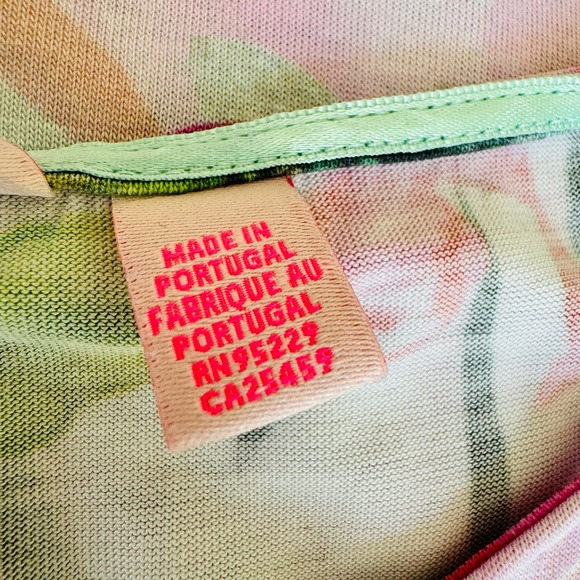 MADE IN
PORTUGAL
FABRIQUE AU
PORTUGAL
RN95229
CA25459